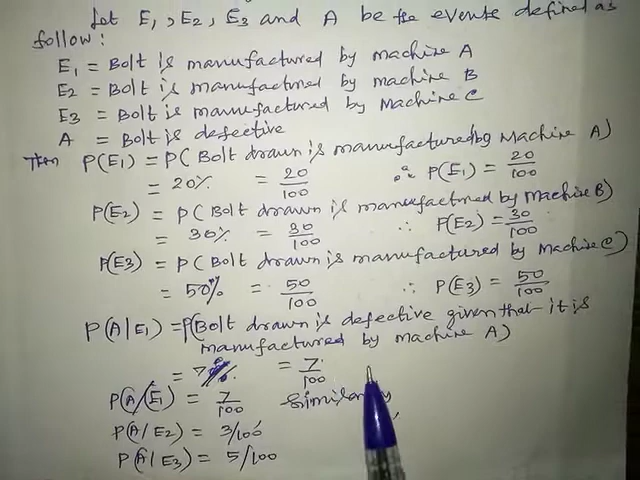 Let E1, E2, E3 and A be the events defined as
follow:
E1 = Bolt is manufactured by machine A
E2 = Bolt is manufactured by machine B
E3 = Bolt is manufactured by Machine C
A = Bolt is defective
Then P(E1) = P( Bolt drawn is manufactured by Machine A)
= 20% = 20/100 ∴ P(E1) = 20/100
P(E2) = P( Bolt drawn is manufactured by Machine B)
= 30% = 30/100 ∴ P(E2) = 30/100
P(E3) = P(Bolt drawn is manufactured by Machine C)
= 50% = 50/100 ∴ P(E3) = 50/100
P(A|E1) = P(Bolt drawn is defective given that it is
manufactured by machine A)
= 7% = 7/100
P(A/E1) = 7/100 Similarly,
P(A/E2) = 3/100
P(A/E3) = 5/100